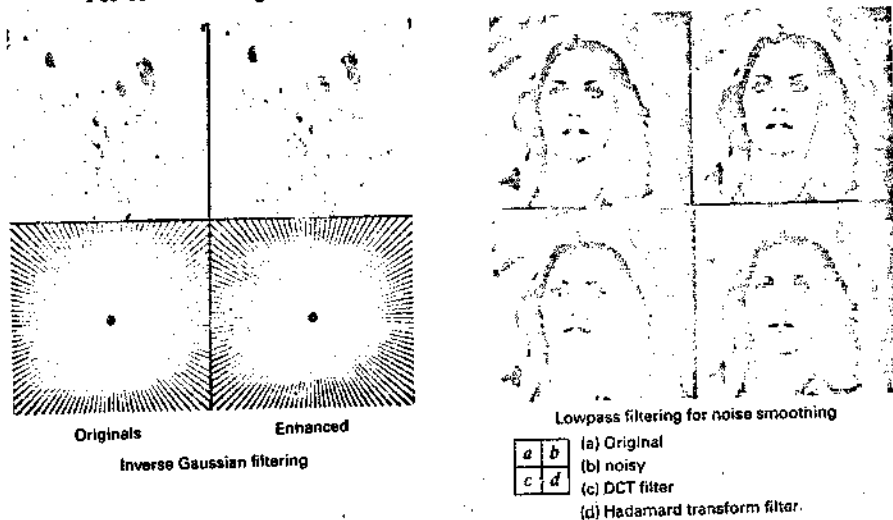 Originals
Enhanced
Inverse Gaussian filtering
Lowpass filtering for noise smoothing
a b
c d
(a) Original
(b) noisy
(c) DCT filter
(d) Hadamard transform filter.